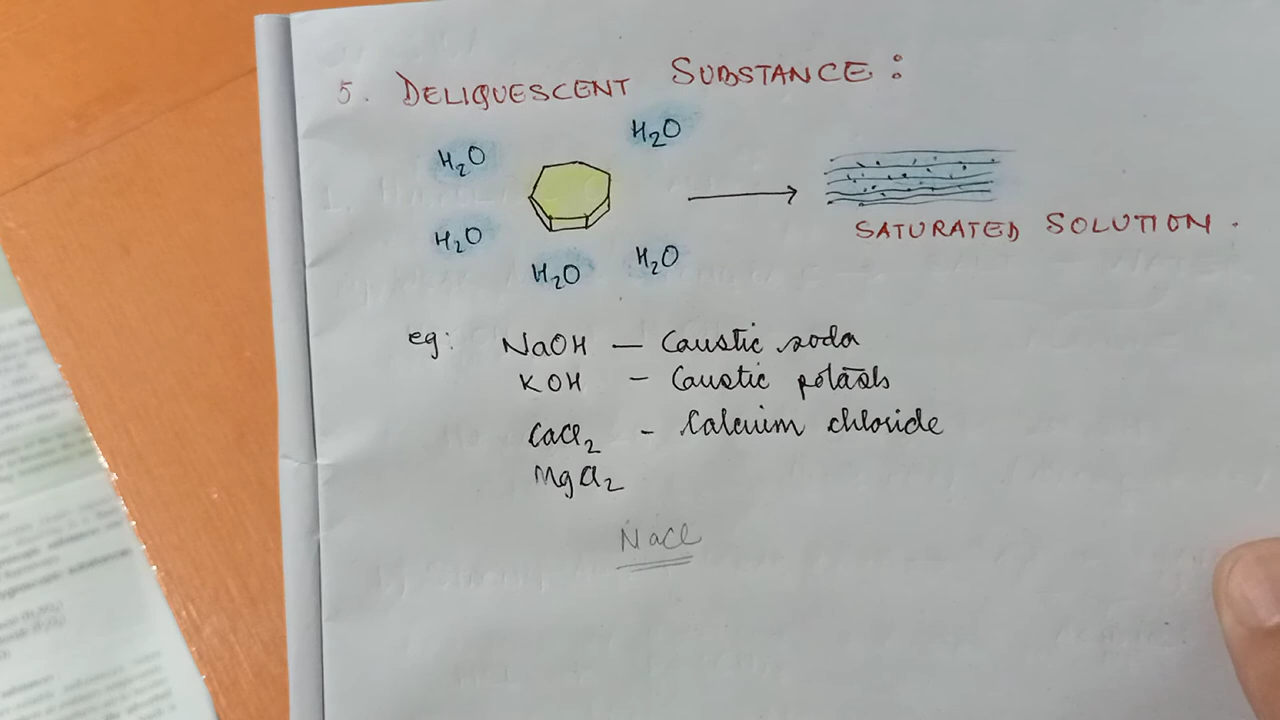 5. DELIQUESCENT SUBSTANCE :
H₂O
H₂O
H₂O
H₂O
H₂O
SATURATED SOLUTION.
eg: NaOH — Caustic soda
KOH - Caustic potash
CaCl₂ - Calcium chloride
MgCl₂
NaCl